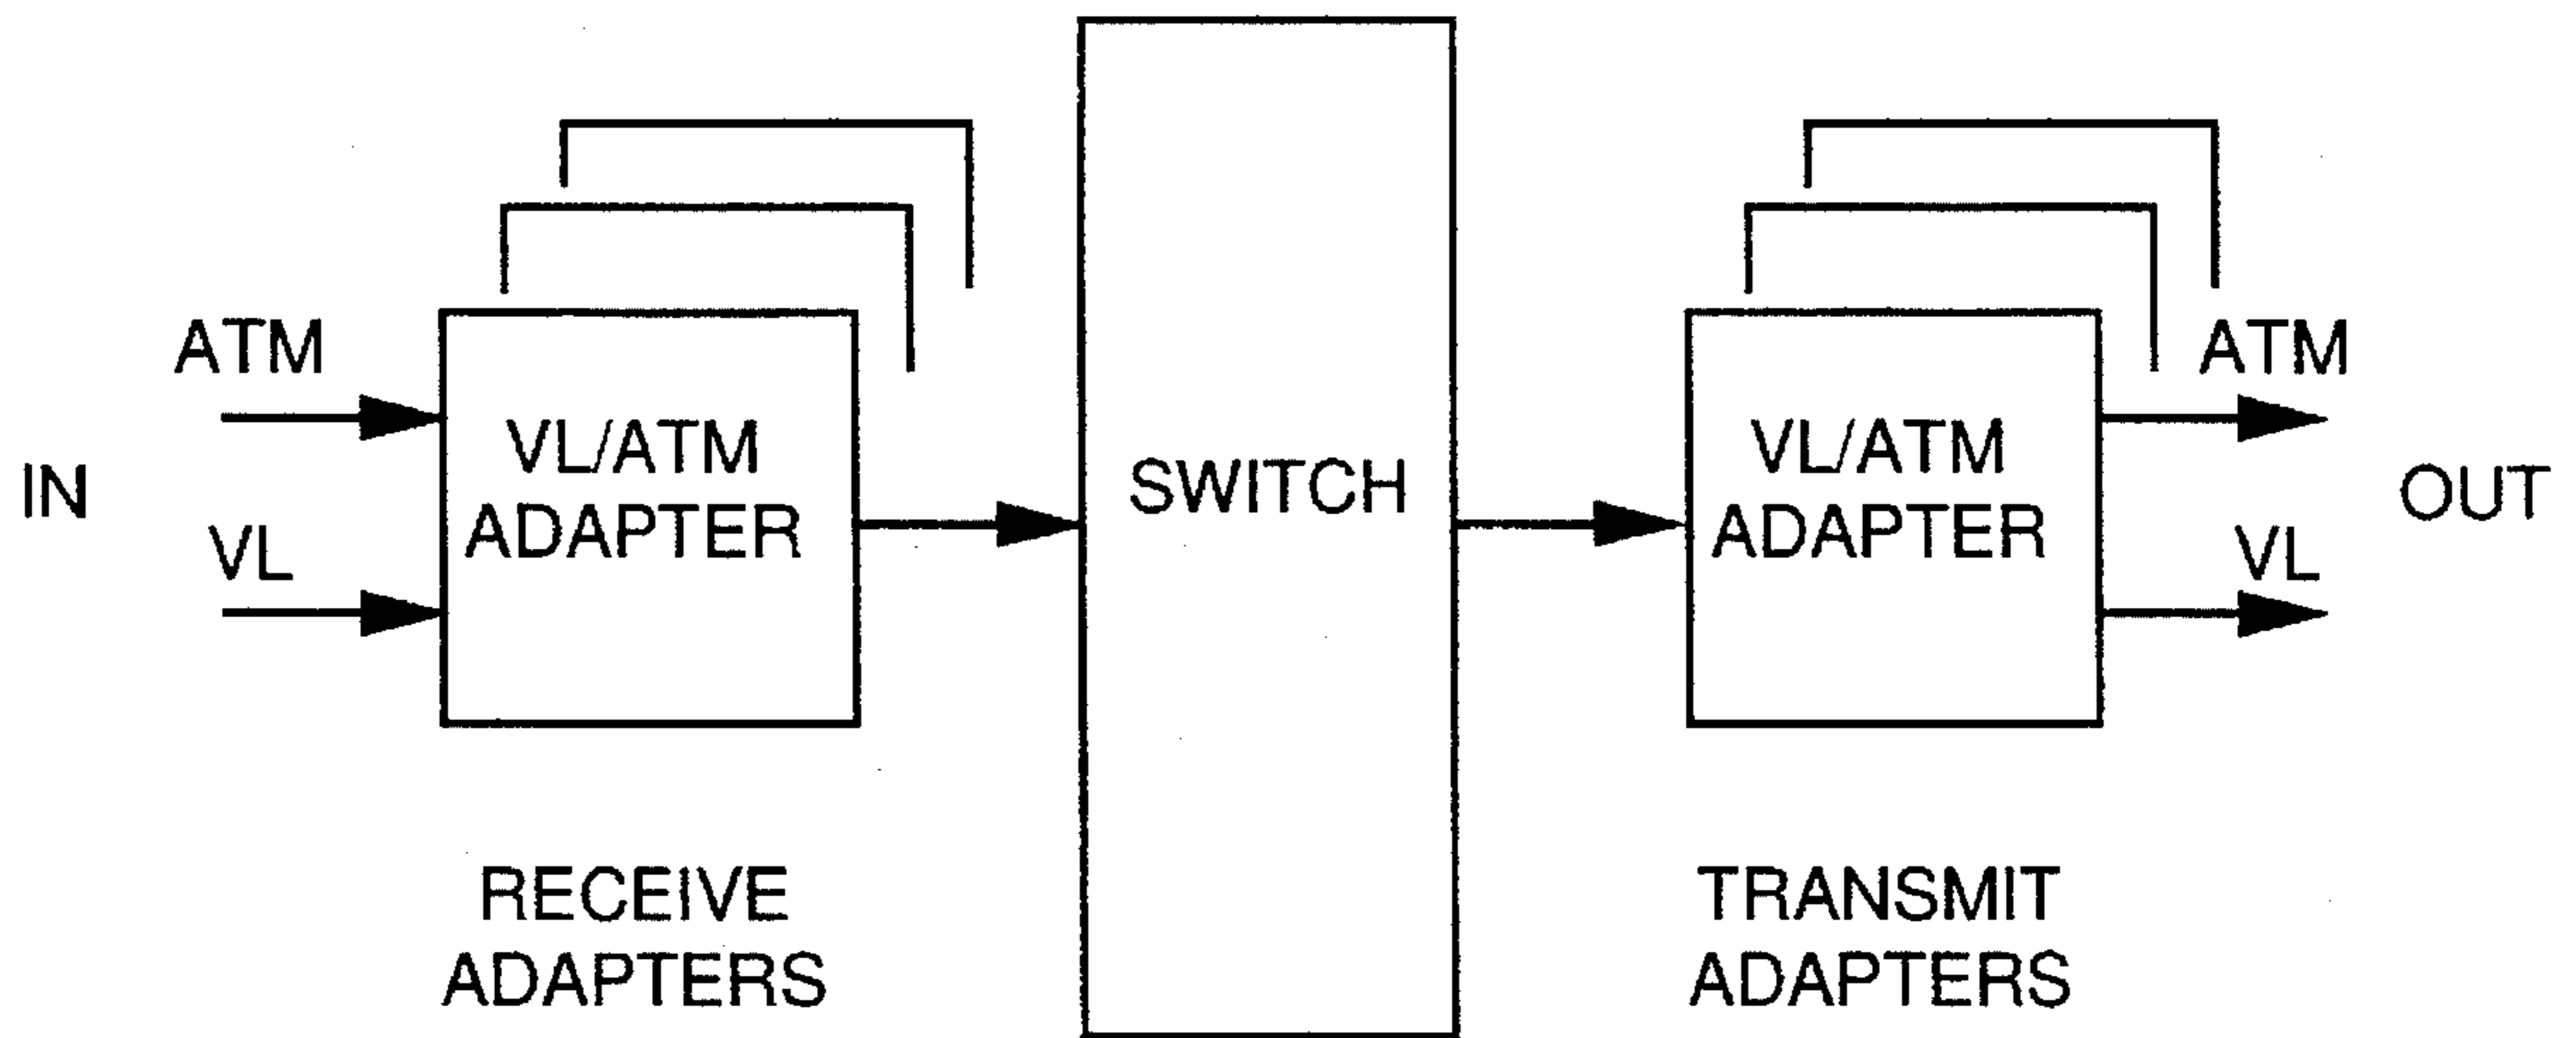 IN
ATM
VL
VL/ATM
ADAPTER
RECEIVE
ADAPTERS
SWITCH
VL/ATM
ADAPTER
TRANSMIT
ADAPTERS
ATM
VL
OUT